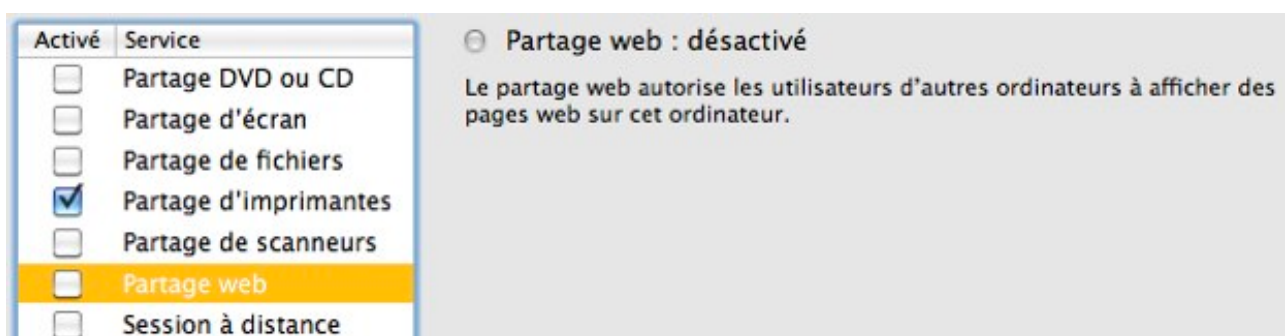 Activé Service
Partage DVD ou CD
Partage d'écran
Partage de fichiers
Partage d'imprimantes
Partage de scanneurs
Partage web
Session à distance
Partage web : désactivé
Le partage web autorise les utilisateurs d'autres ordinateurs à afficher des
pages web sur cet ordinateur.